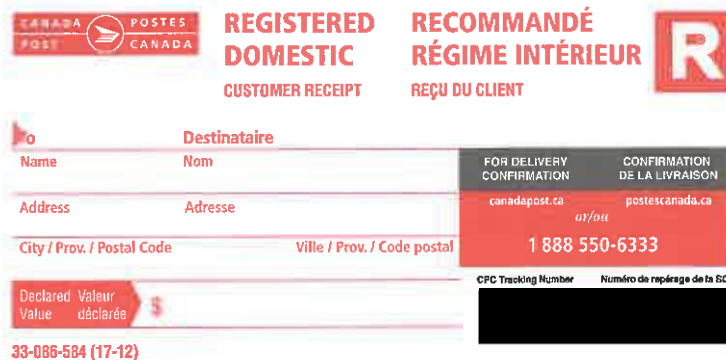 CANADA POST
POSTES CANADA
REGISTERED DOMESTIC
CUSTOMER RECEIPT
RECOMMANDÉ RÉGIME INTÉRIEUR
REÇU DU CLIENT
R
To Destinataire
Name Nom
FOR DELIVERY CONFIRMATION
CONFIRMATION DE LA LIVRAISON
Address Adresse
canadapost.ca postescanada.ca
or/ou
City / Prov. / Postal Code Ville / Prov. / Code postal
1 888 550-6333
CPC Tracking Number Numéro de repérage de la SC
Declared Value Valeur déclarée $
33-086-584 (17-12)